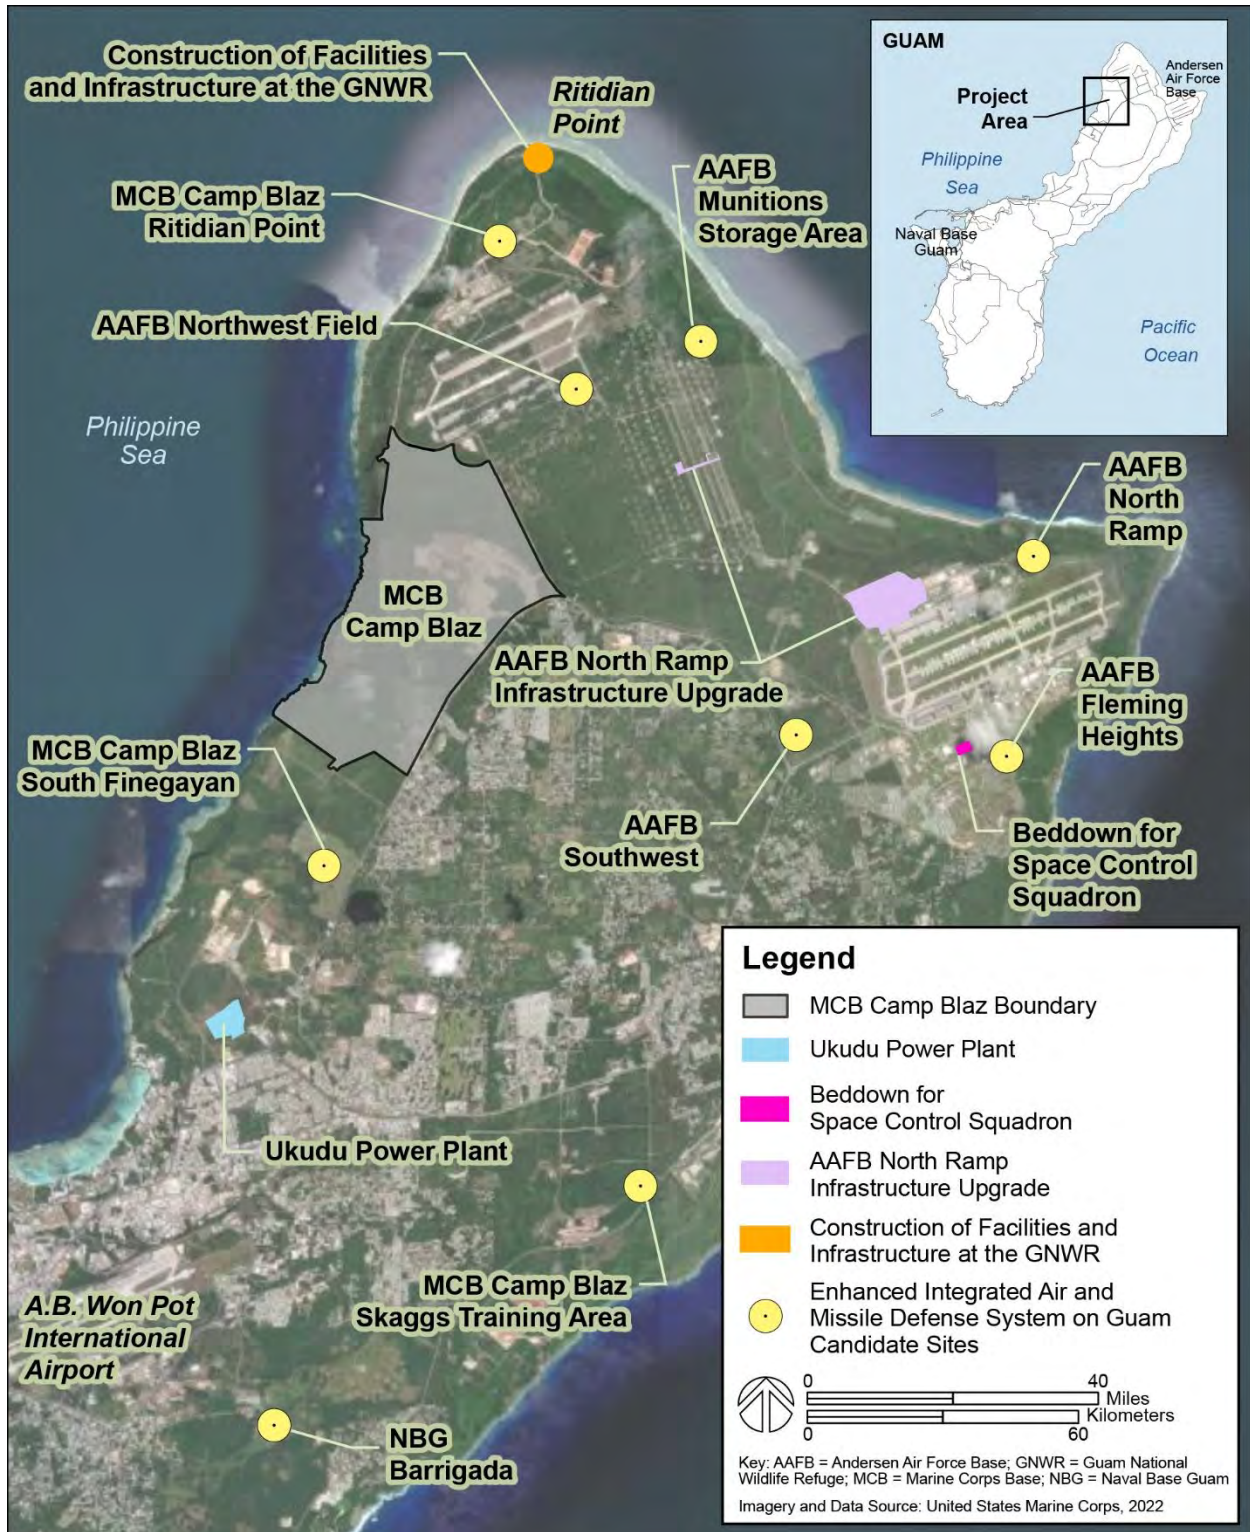 Construction of Facilities
and Infrastructure at the GNWR
Ritidian
Point
MCB Camp Blaz
Ritidian Point
AAFB
Munitions
Storage Area
AAFB Northwest Field
Philippine
Sea
GUAM
Andersen
Air Force
Base
Project
Area
Philippine
Sea
Naval Base
Guam
Pacific
Ocean
AAFB
North
Ramp
MCB
Camp Blaz
AAFB North Ramp
Infrastructure Upgrade
AAFB
Fleming
Heights
MCB Camp Blaz
South Finegayan
AAFB
Southwest
Beddown for
Space Control
Squadron
Ukudu Power Plant
MCB Camp Blaz
Skaggs Training Area
A.B. Won Pot
International
Airport
NBG
Barrigada
Legend
MCB Camp Blaz Boundary
Ukudu Power Plant
Beddown for
Space Control Squadron
AAFB North Ramp
Infrastructure Upgrade
Construction of Facilities and
Infrastructure at the GNWR
Enhanced Integrated Air and
Missile Defense System on Guam
Candidate Sites
0 40
Miles
Kilometers
0 60
Key: AAFB = Andersen Air Force Base; GNWR = Guam National
Wildlife Refuge; MCB = Marine Corps Base; NBG = Naval Base Guam
Imagery and Data Source: United States Marine Corps, 2022